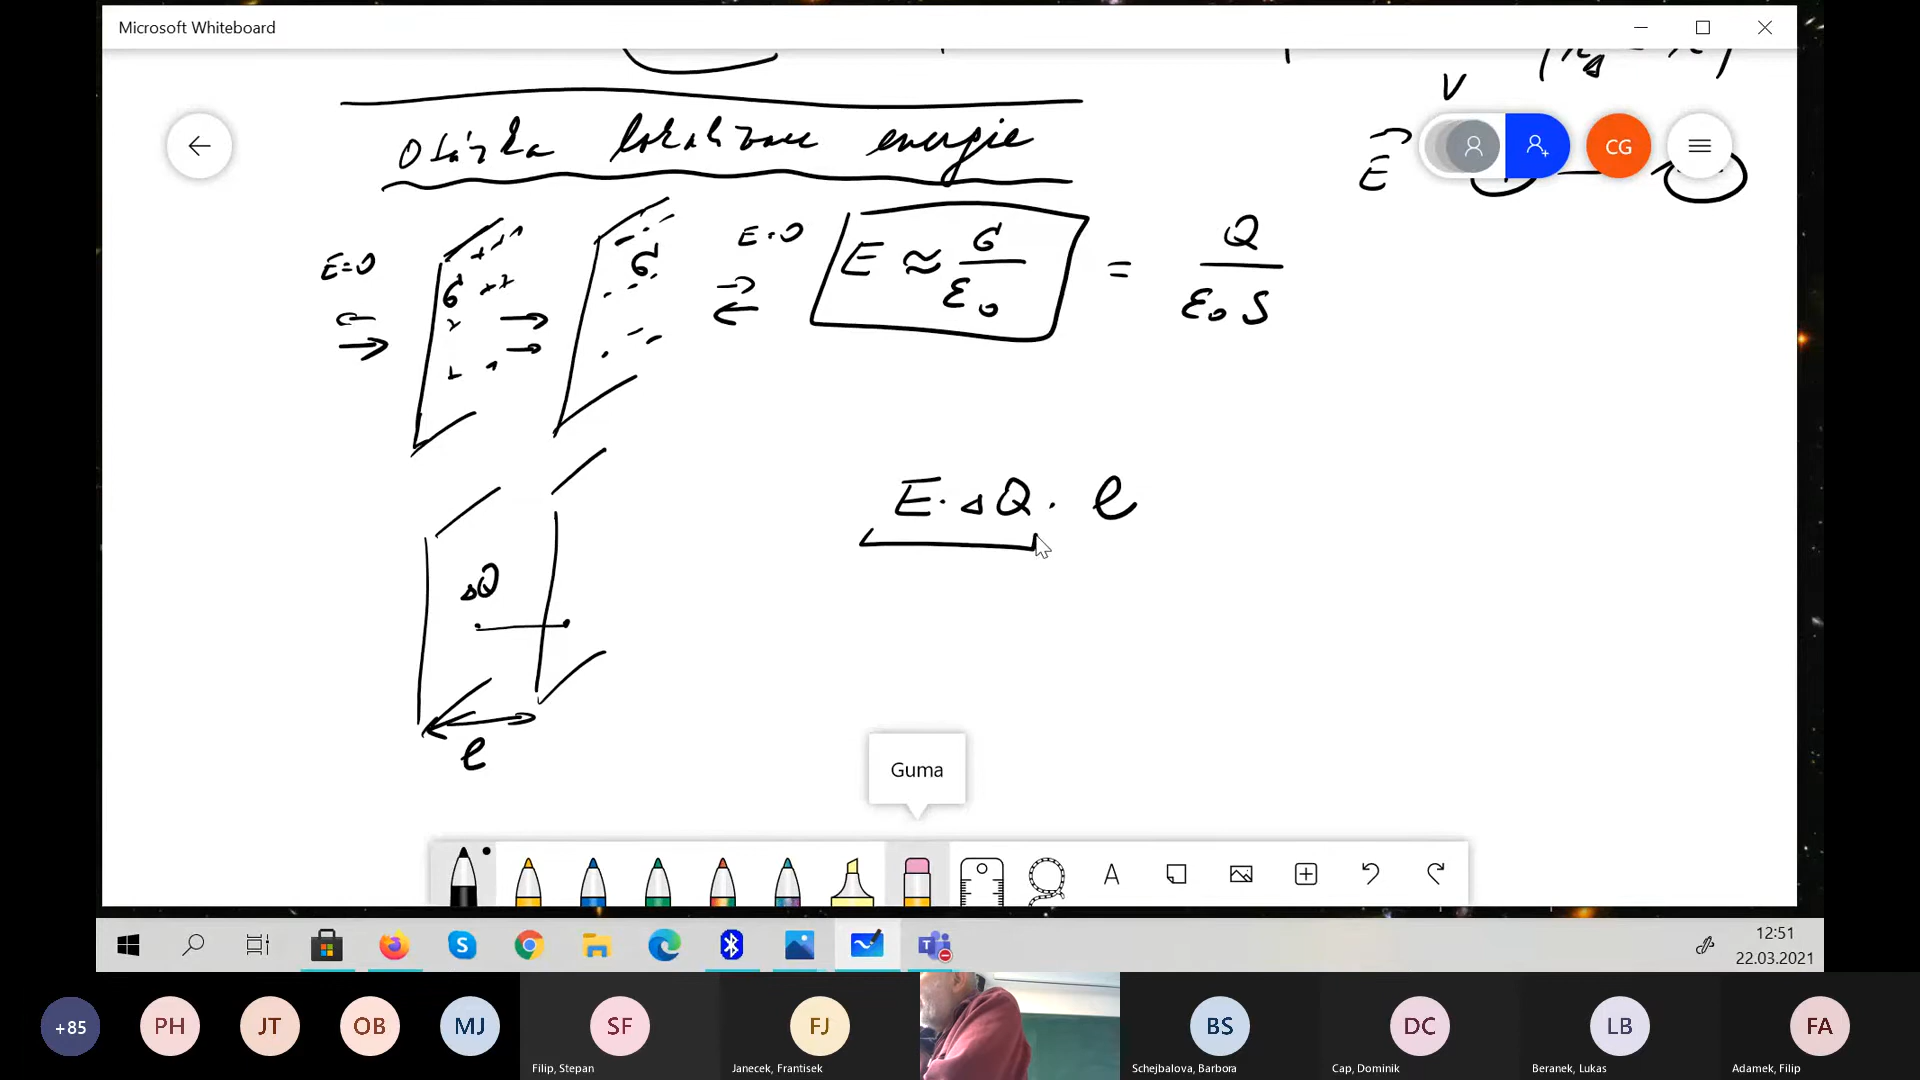 Microsoft Whiteboard
V
E
CG
Otázka lokalizace energie
E=0
E=0
E ≈ σ/ε₀ = Q/ε₀S
σ
σ
E·ΔQ· l
ΔQ
l
Guma
A
12:51
22.03.2021
+85
PH
JT
OB
MJ
SF
Filip, Stepan
FJ
Janecek, Frantisek
BS
Schejbalova, Barbora
DC
Cap, Dominik
LB
Beranek, Lukas
FA
Adamek, Filip